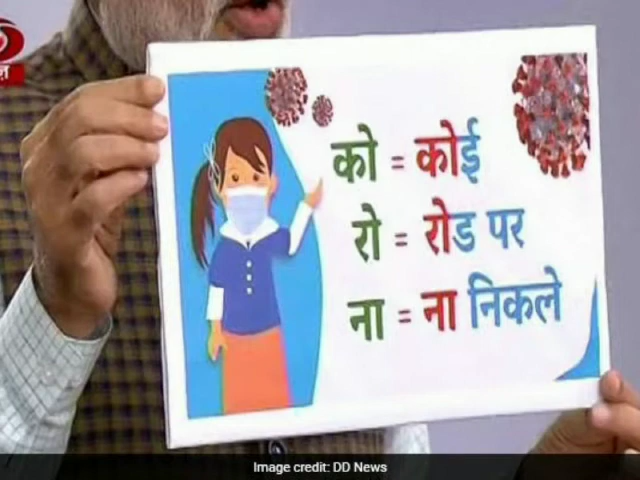 को = कोई
रो = रोड पर
ना = ना निकले
Image credit: DD News